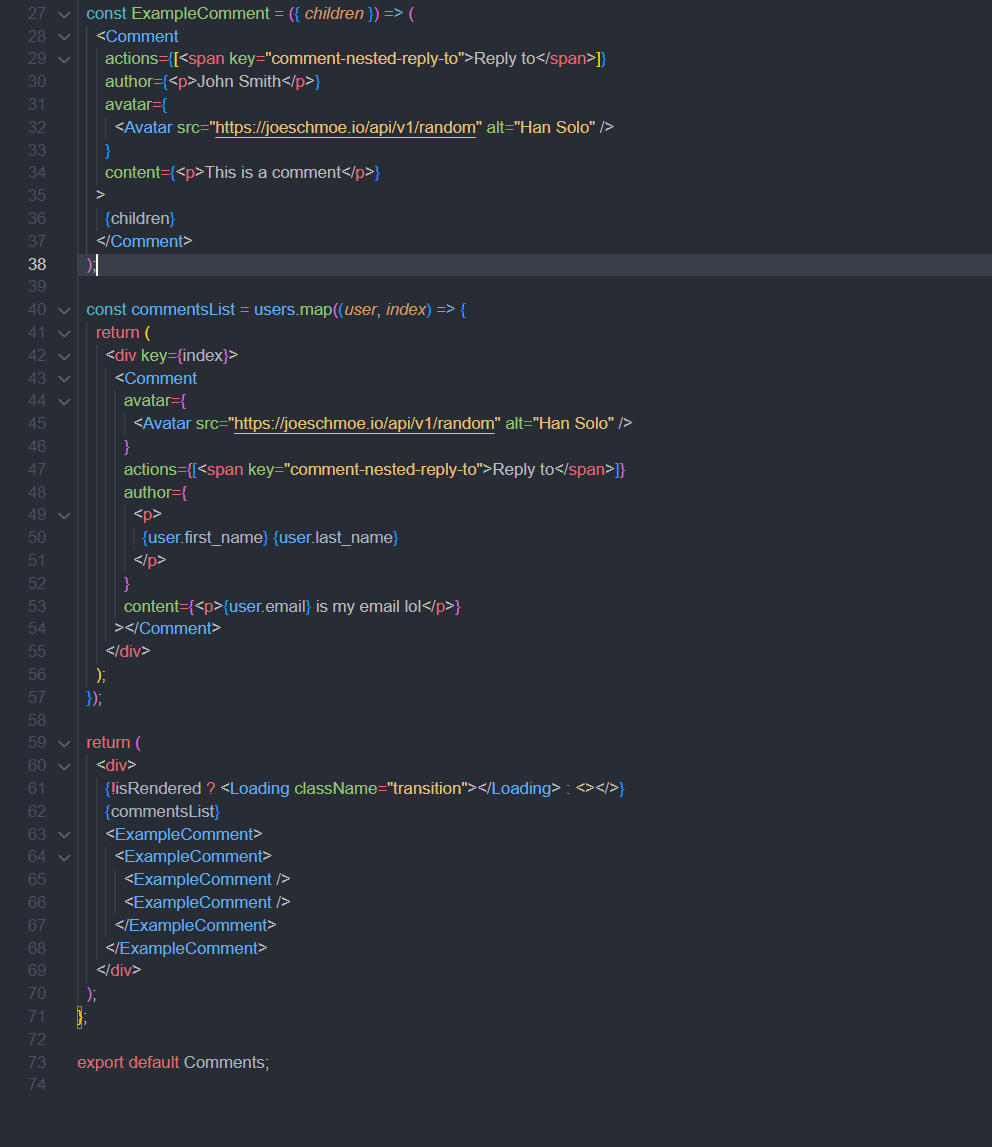 27 const ExampleComment = ({ children }) => (
28 <Comment
29 actions={[<span key="comment-nested-reply-to">Reply to</span>]}
30 author={<p>John Smith</p>}
31 avatar={
32 <Avatar src="https://joeschmoe.io/api/v1/random" alt="Han Solo" />
33 }
34 content={<p>This is a comment</p>}
35 >
36 {children}
37 </Comment>
38 );
39
40 const commentsList = users.map((user, index) => {
41 return (
42 <div key={index}>
43 <Comment
44 avatar={
45 <Avatar src="https://joeschmoe.io/api/v1/random" alt="Han Solo" />
46 }
47 actions={[<span key="comment-nested-reply-to">Reply to</span>]}
48 author={
49 <p>
50 {user.first_name} {user.last_name}
51 </p>
52 }
53 content={<p>{user.email} is my email lol</p>}
54 ></Comment>
55 </div>
56 );
57 });
58
59 return (
60 <div>
61 {!isRendered ? <Loading className="transition"></Loading> : <></>}
62 {commentsList}
63 <ExampleComment>
64 <ExampleComment>
65 <ExampleComment />
66 <ExampleComment />
67 </ExampleComment>
68 </ExampleComment>
69 </div>
70 );
71 };
72
73 export default Comments;
74